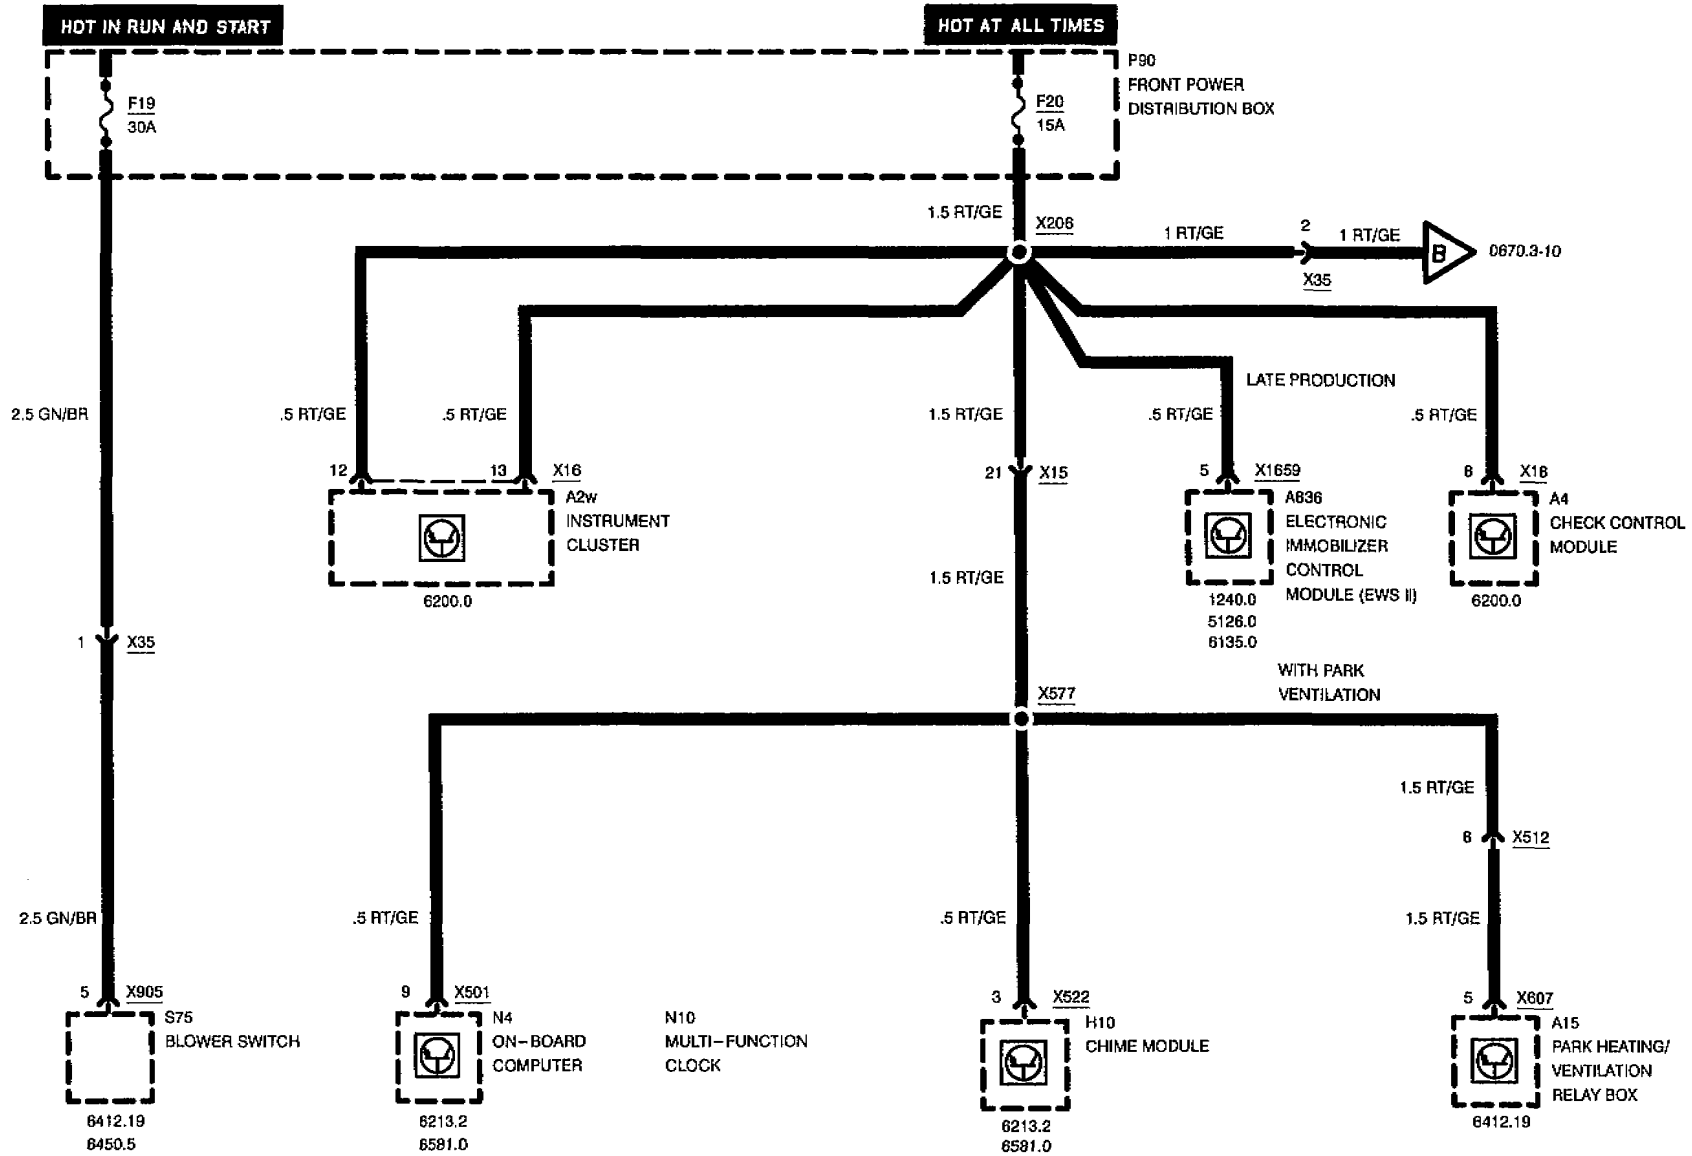 HOT IN RUN AND START
HOT AT ALL TIMES
P90
FRONT POWER
DISTRIBUTION BOX
F19
30A
F20
15A
1.5 RT/GE
X206
1 RT/GE
2
1 RT/GE
B
0670.3-10
X35
LATE PRODUCTION
2.5 GN/BR
.5 RT/GE
.5 RT/GE
1.5 RT/GE
.5 RT/GE
.5 RT/GE
12
13
X16
21
X15
5
X1659
8
X18
A2w
INSTRUMENT
CLUSTER
A836
ELECTRONIC
IMMOBILIZER
CONTROL
MODULE (EWS II)
A4
CHECK CONTROL
MODULE
1.5 RT/GE
6200.0
1240.0
5126.0
6135.0
6200.0
1
X35
WITH PARK
VENTILATION
X577
1.5 RT/GE
6
X512
2.5 GN/BR
.5 RT/GE
.5 RT/GE
1.5 RT/GE
5
X905
9
X501
3
X522
5
X607
S75
BLOWER SWITCH
N4
ON-BOARD
COMPUTER
N10
MULTI-FUNCTION
CLOCK
H10
CHIME MODULE
A15
PARK HEATING/
VENTILATION
RELAY BOX
6412.19
6450.5
6213.2
6581.0
6213.2
6581.0
6412.19